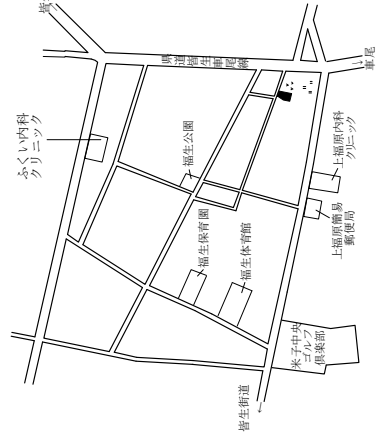 皆生
県道皆生車尾線
→
車尾
ふくい内科
クリニック
福生公園
福生保育園
福生体育館
上福原内科
クリニック
上福原簡易
郵便局
米子中央
ゴルフ
倶楽部
皆生街道
←